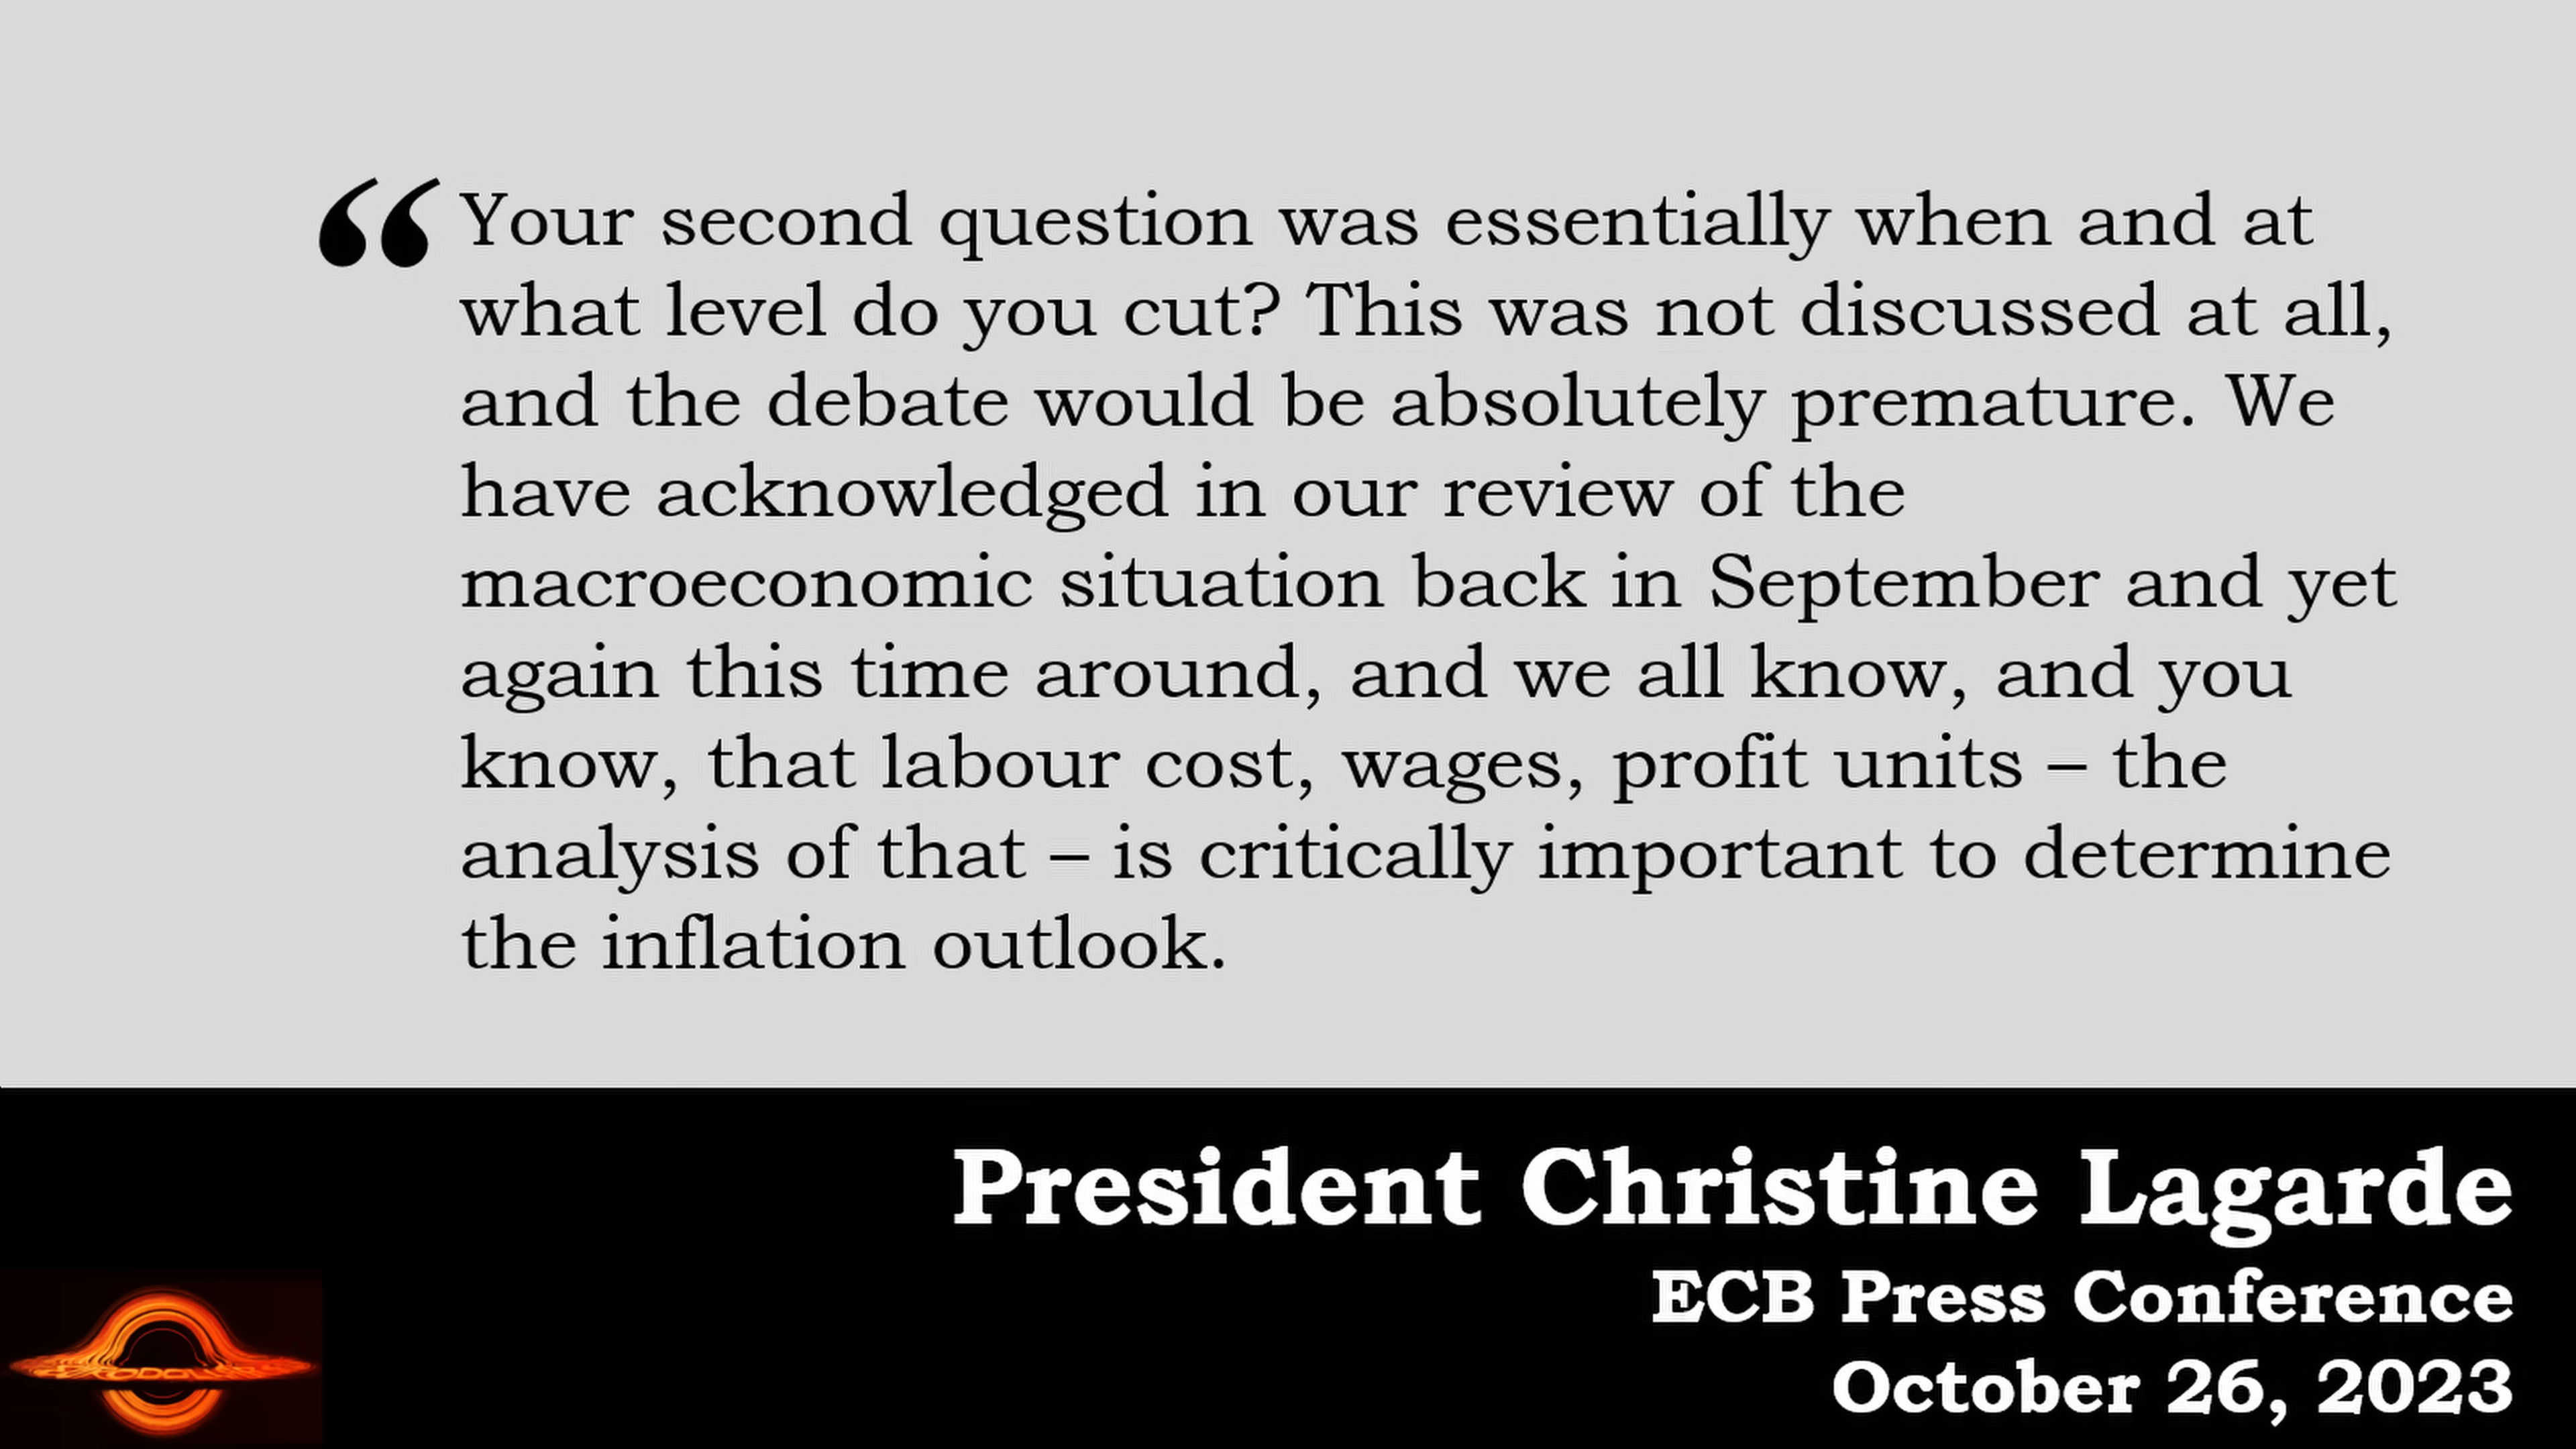 “Your second question was essentially when and at
what level do you cut? This was not discussed at all,
and the debate would be absolutely premature. We
have acknowledged in our review of the
macroeconomic situation back in September and yet
again this time around, and we all know, and you
know, that labour cost, wages, profit units – the
analysis of that – is critically important to determine
the inflation outlook.
President Christine Lagarde
ECB Press Conference
October 26, 2023